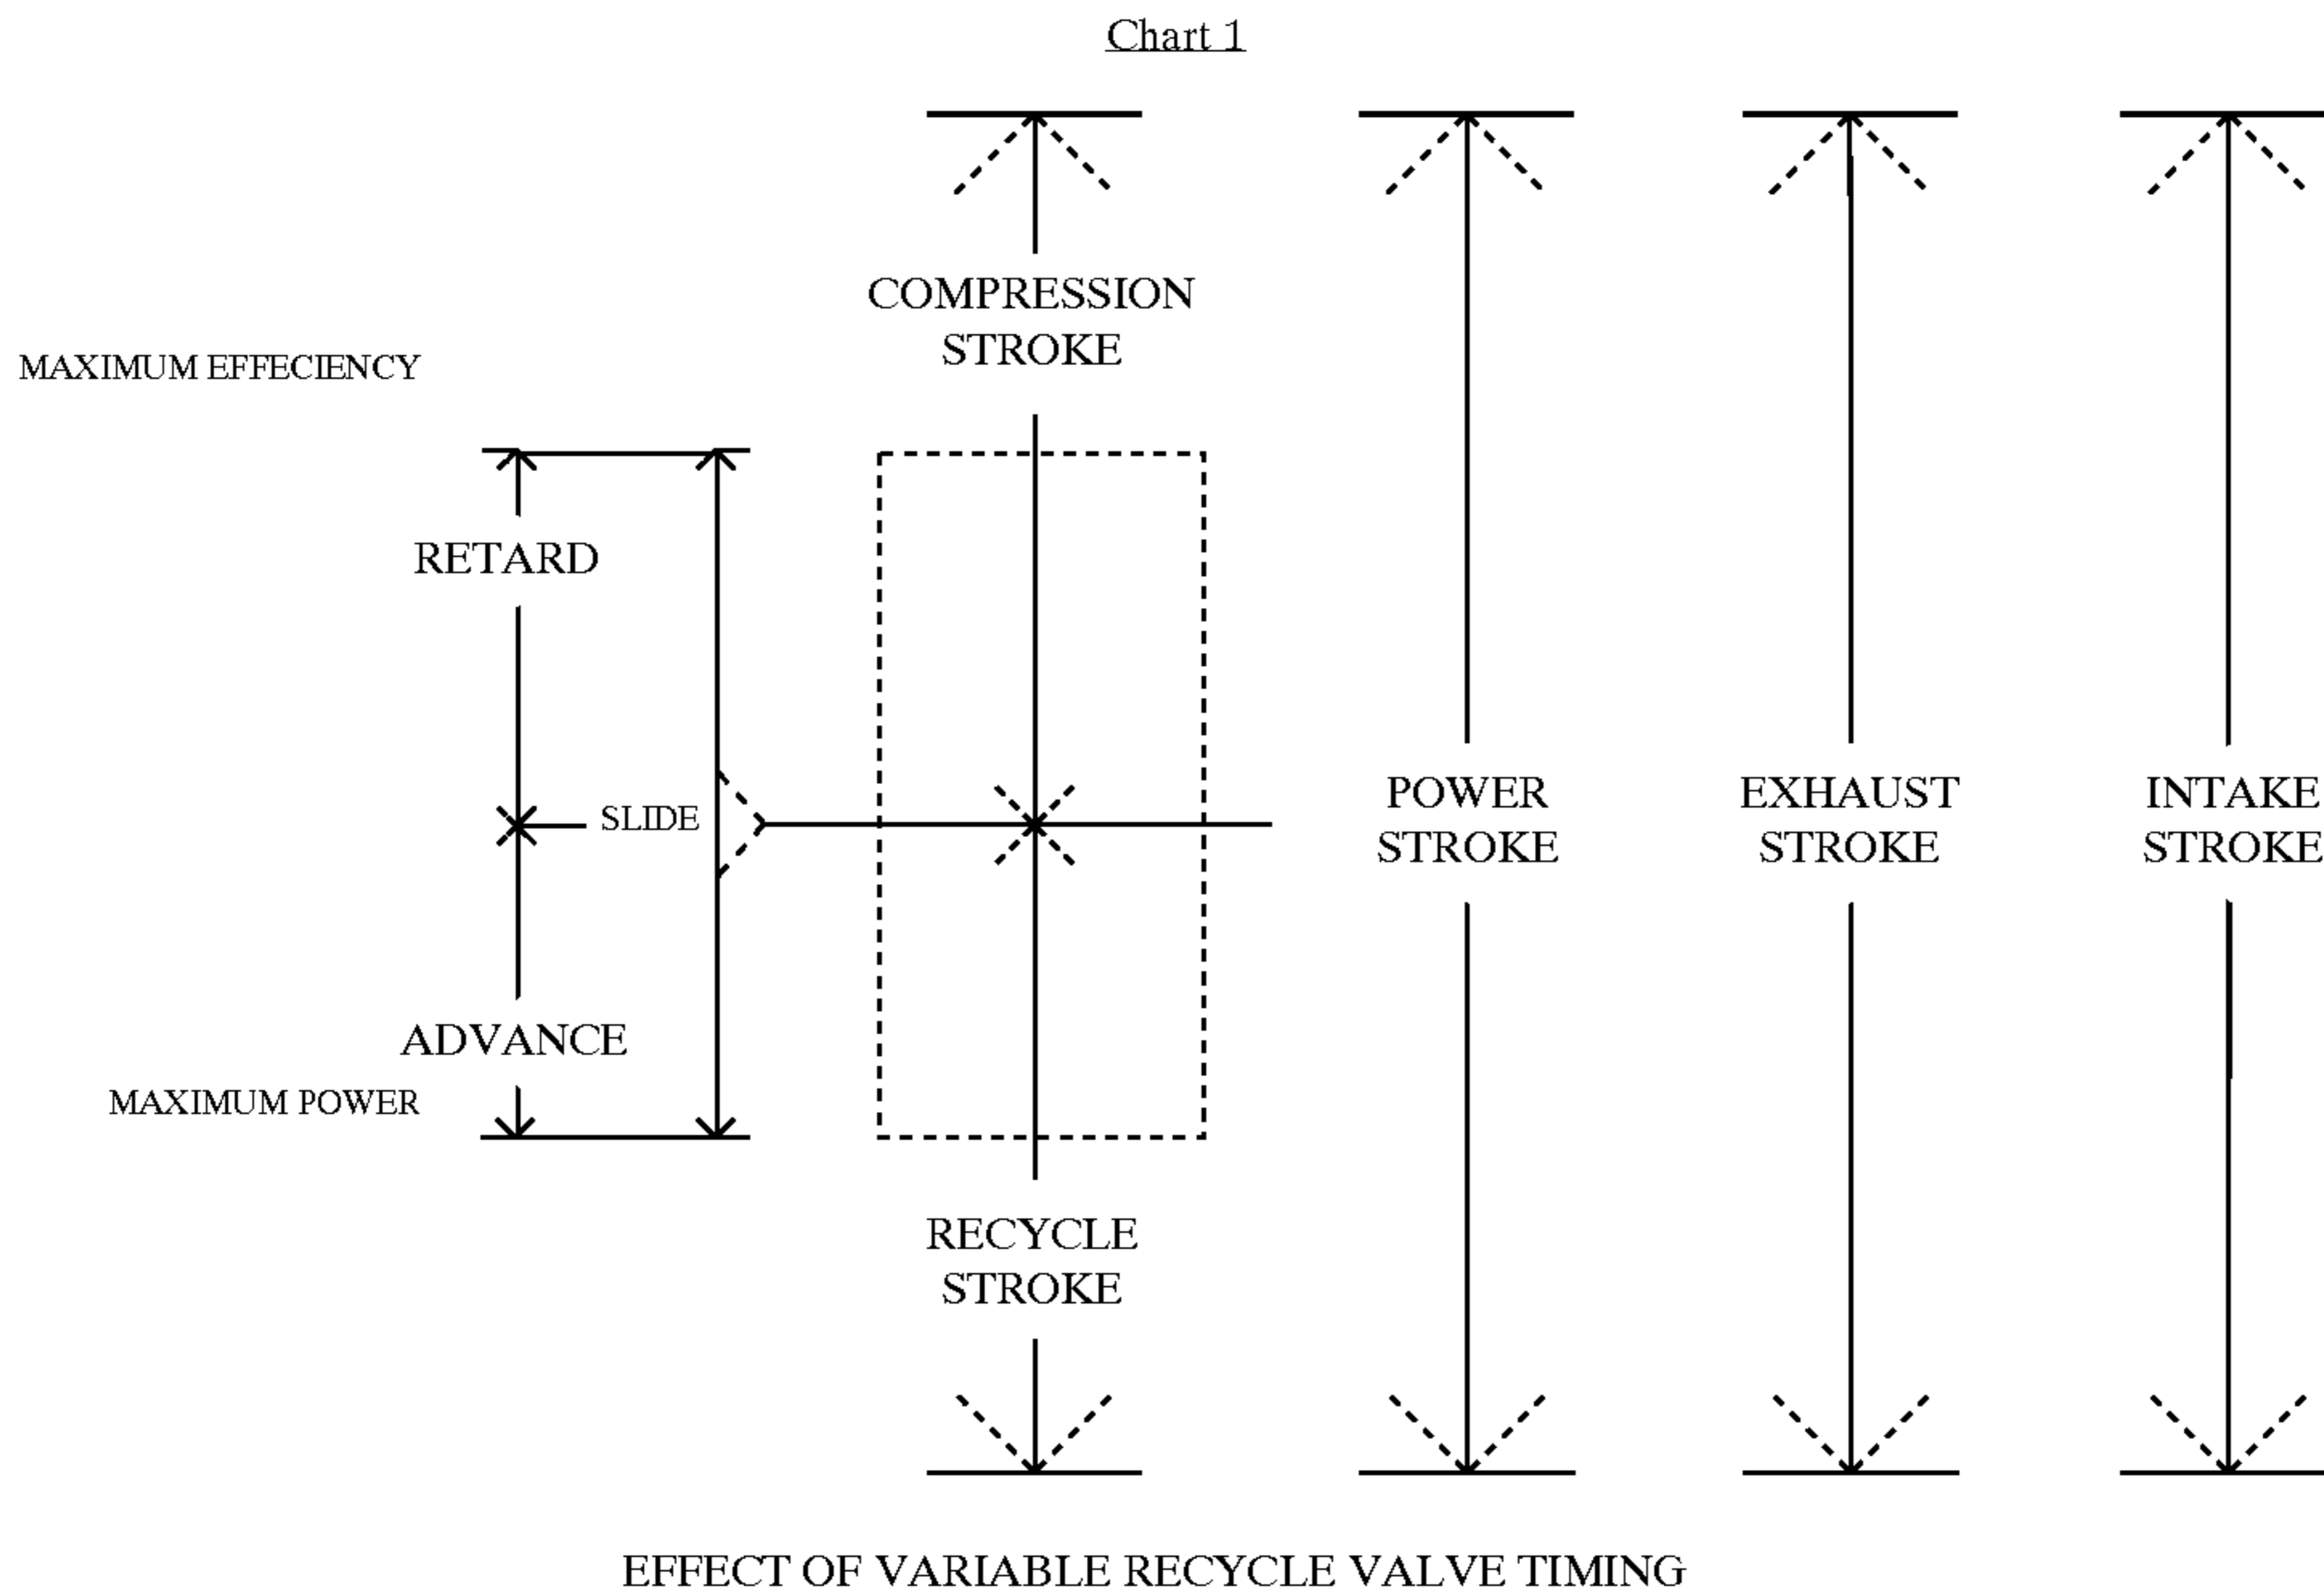 Chart 1
COMPRESSION
STROKE
MAXIMUM EFFECIENCY
RETARD
SLIDE
POWER
STROKE
EXHAUST
STROKE
INTAKE
STROKE
ADVANCE
MAXIMUM POWER
RECYCLE
STROKE
EFFECT OF VARIABLE RECYCLE VALVE TIMING